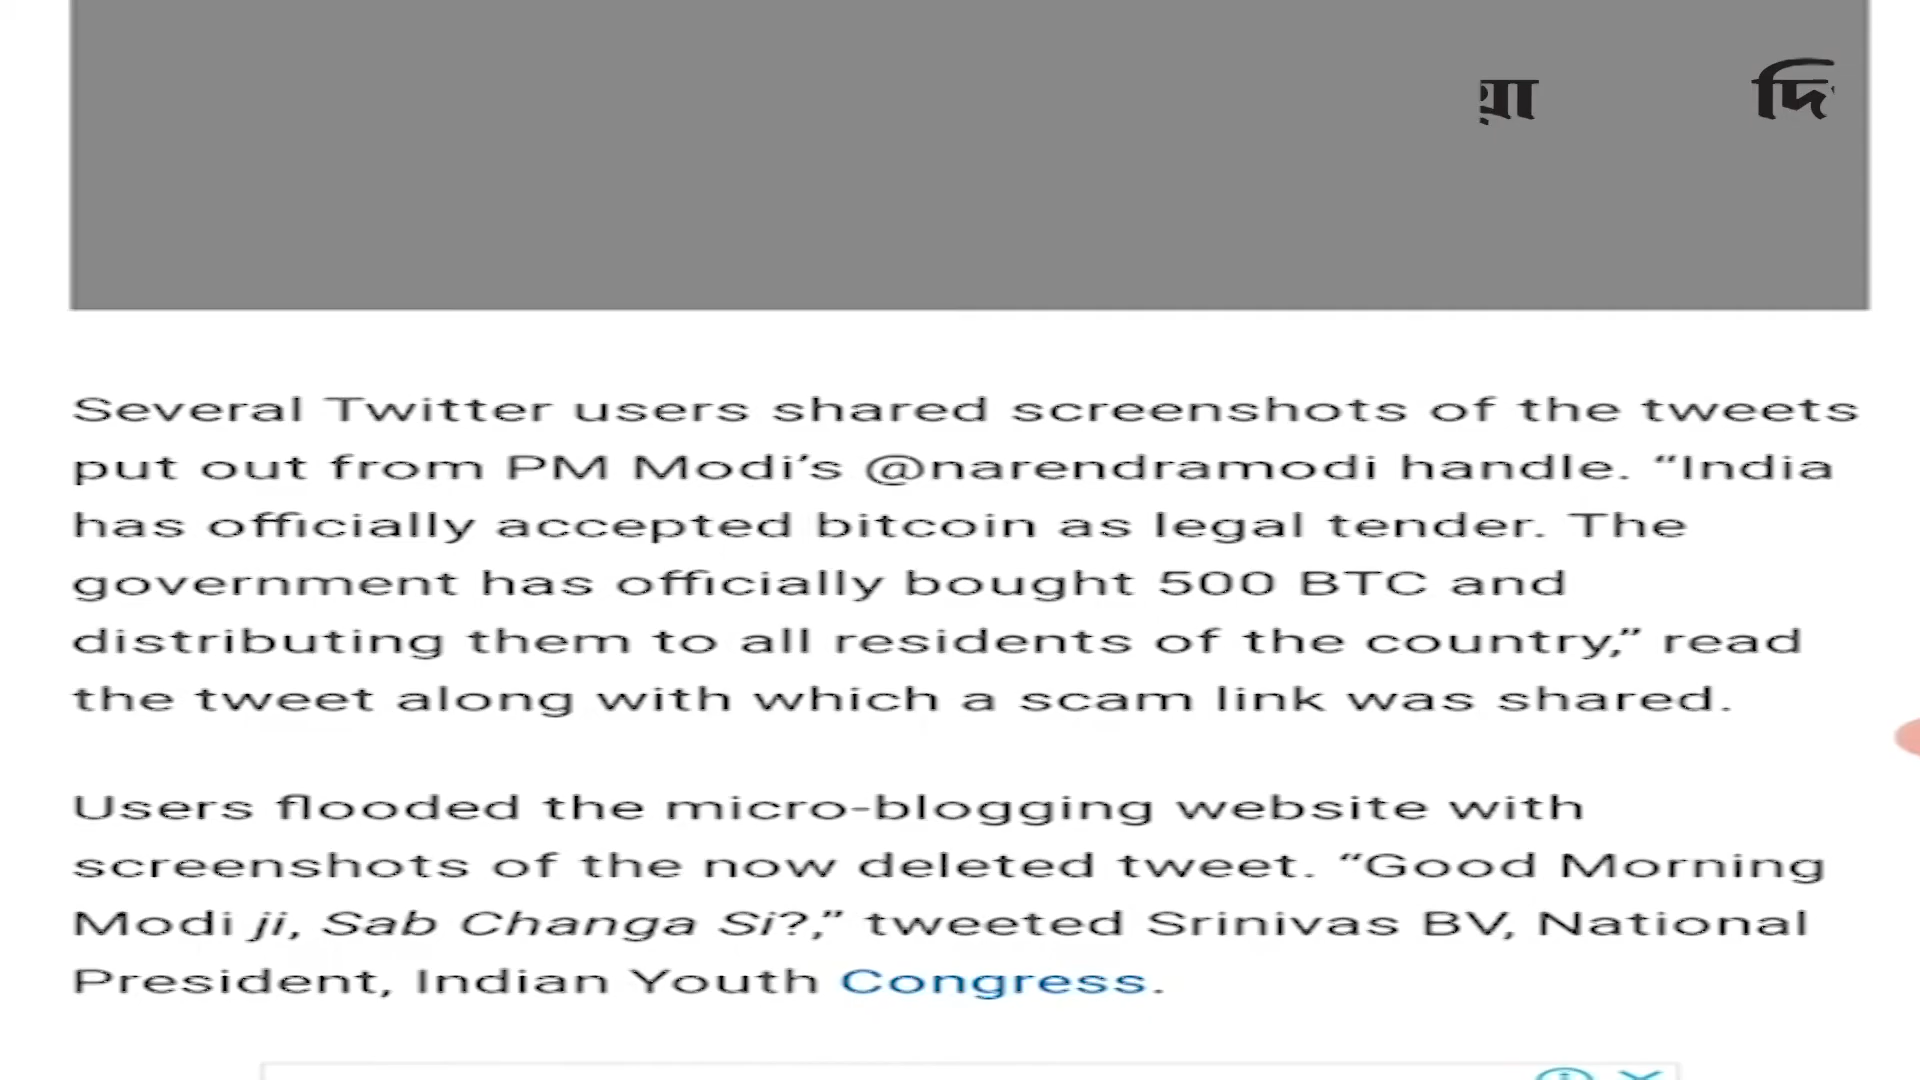 Several Twitter users shared screenshots of the tweets
put out from PM Modi’s @narendramodi handle. “India
has officially accepted bitcoin as legal tender. The
government has officially bought 500 BTC and
distributing them to all residents of the country,” read
the tweet along with which a scam link was shared.
Users flooded the micro-blogging website with
screenshots of the now deleted tweet. “Good Morning
Modi ji, Sab Changa Si?,” tweeted Srinivas BV, National
President, Indian Youth Congress.